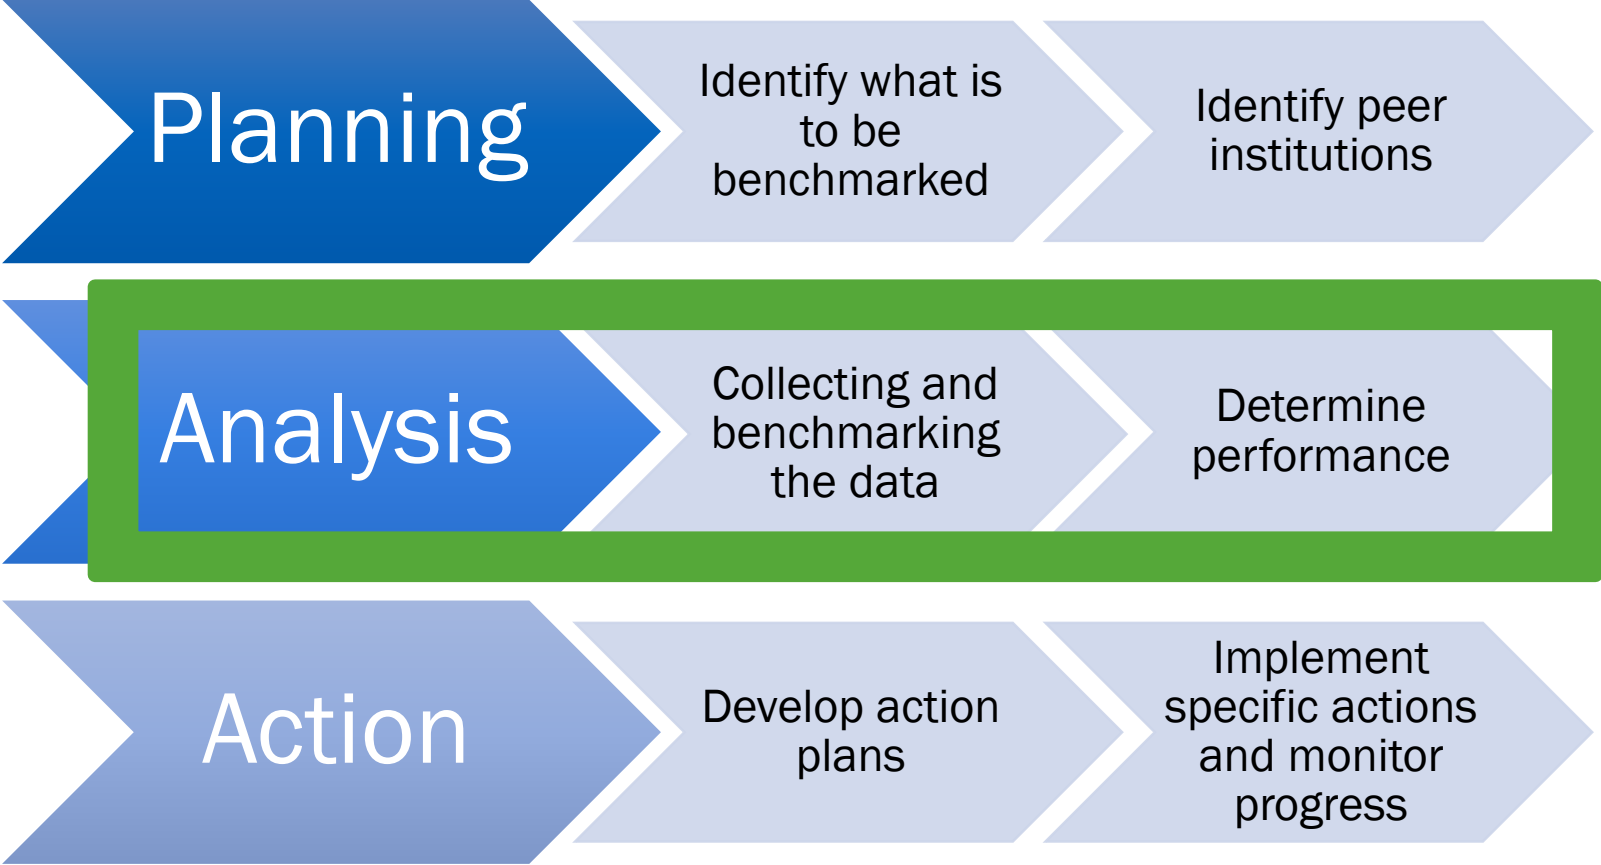 Planning
Identify what is
to be
benchmarked
Identify peer
institutions
Analysis
Collecting and
benchmarking
the data
Determine
performance
Action
Develop action
plans
Implement
specific actions
and monitor
progress